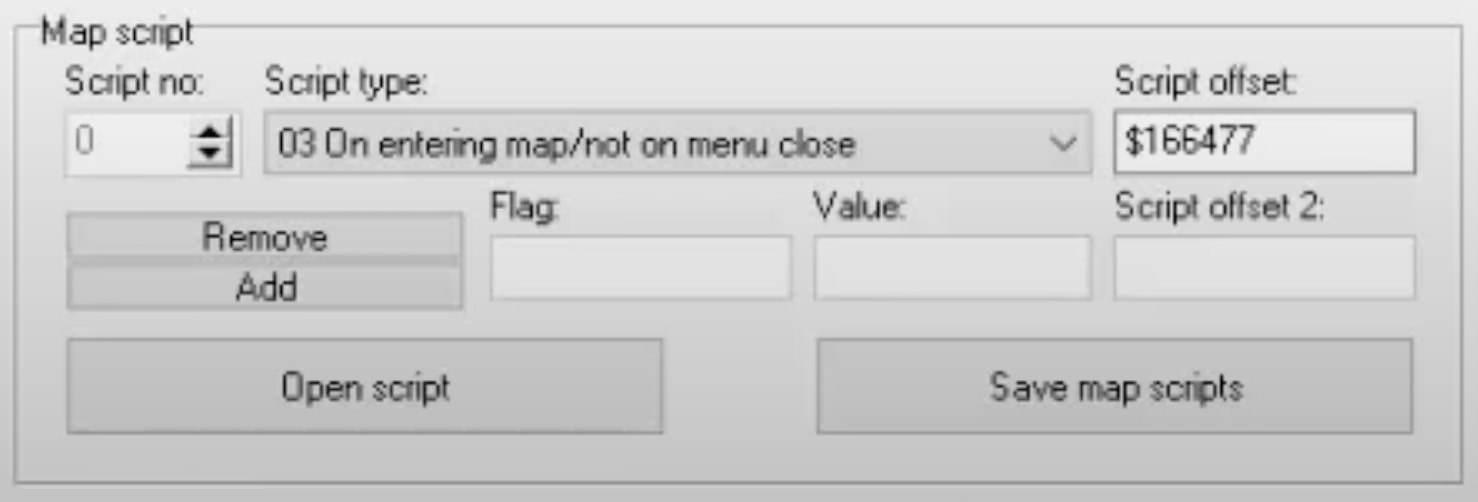 Map script
Script no: Script type: Script offset:
0 03 On entering map/not on menu close $166477
Flag: Value: Script offset 2:
Remove
Add
Open script Save map scripts